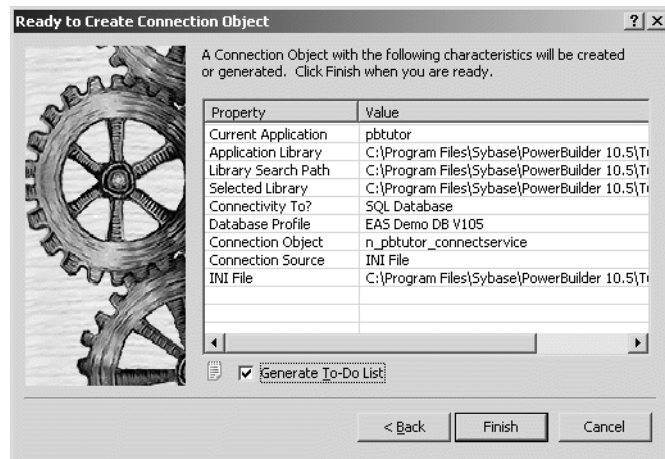 Ready to Create Connection Object
A Connection Object with the following characteristics will be created
or generated. Click Finish when you are ready.
Property Value
Current Application pbtutor
Application Library C:\Program Files\Sybase\PowerBuilder 10.5\Tu
Library Search Path C:\Program Files\Sybase\PowerBuilder 10.5\Tu
Selected Library C:\Program Files\Sybase\PowerBuilder 10.5\Tu
Connectivity To? SQL Database
Database Profile EAS Demo DB V105
Connection Object n_pbtutor_connectservice
Connection Source INI File
INI File C:\Program Files\Sybase\PowerBuilder 10.5\Tu
Generate To-Do List
< Back Finish Cancel